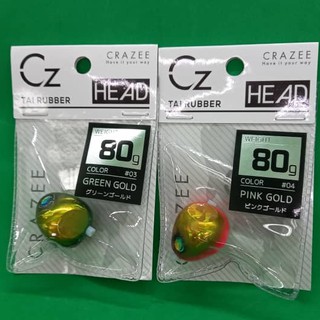 CRAZEE
Have it your way
Cz
TAI RUBBER
HEAD
WEIGHT
80g
COLOR #03
GREEN GOLD
グリーンゴールド
CRAZEE
CRAZEE
Have it your way
Cz
TAI RUBBER
HEAD
WEIGHT
80g
COLOR #04
PINK GOLD
ピンクゴールド
CRAZEE